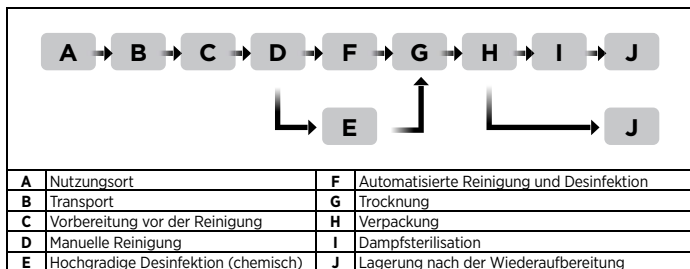 A B C D F G H I J
E J
A Nutzungsort F Automatisierte Reinigung und Desinfektion
B Transport G Trocknung
C Vorbereitung vor der Reinigung H Verpackung
D Manuelle Reinigung I Dampfsterilisation
E Hochgradige Desinfektion (chemisch) J Lagerung nach der Wiederaufbereitung